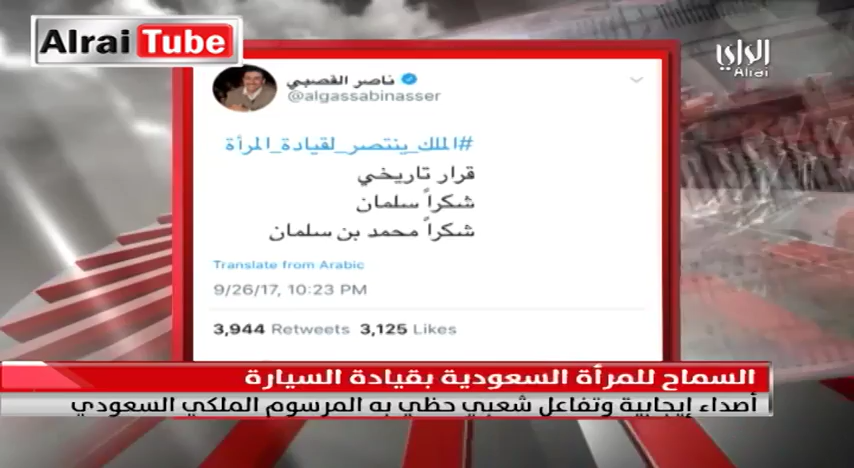 Alrai Tube
الراي
Alrai
ناصر القصبي
@algassabinasser
#الملك_ينتصر_لقيادة_المرأة
قرار تاريخي
شكراً سلمان
شكراً محمد بن سلمان
Translate from Arabic
9/26/17, 10:23 PM
3,944 Retweets 3,125 Likes
السماح للمرأة السعودية بقيادة السيارة
أصداء إيجابية وتفاعل شعبي حظي به المرسوم الملكي السعودي